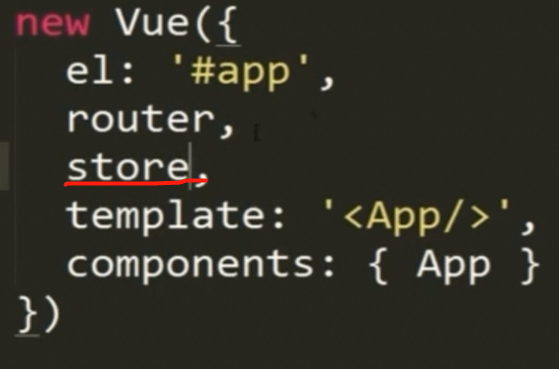 new Vue({
  el: '#app',
  router,
  store,
  template: '<App/>',
  components: { App }
})